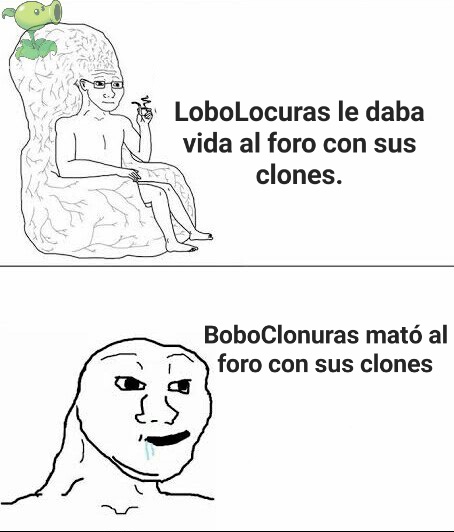 LoboLocuras le daba
vida al foro con sus
clones.
BoboClonuras mató al
foro con sus clones